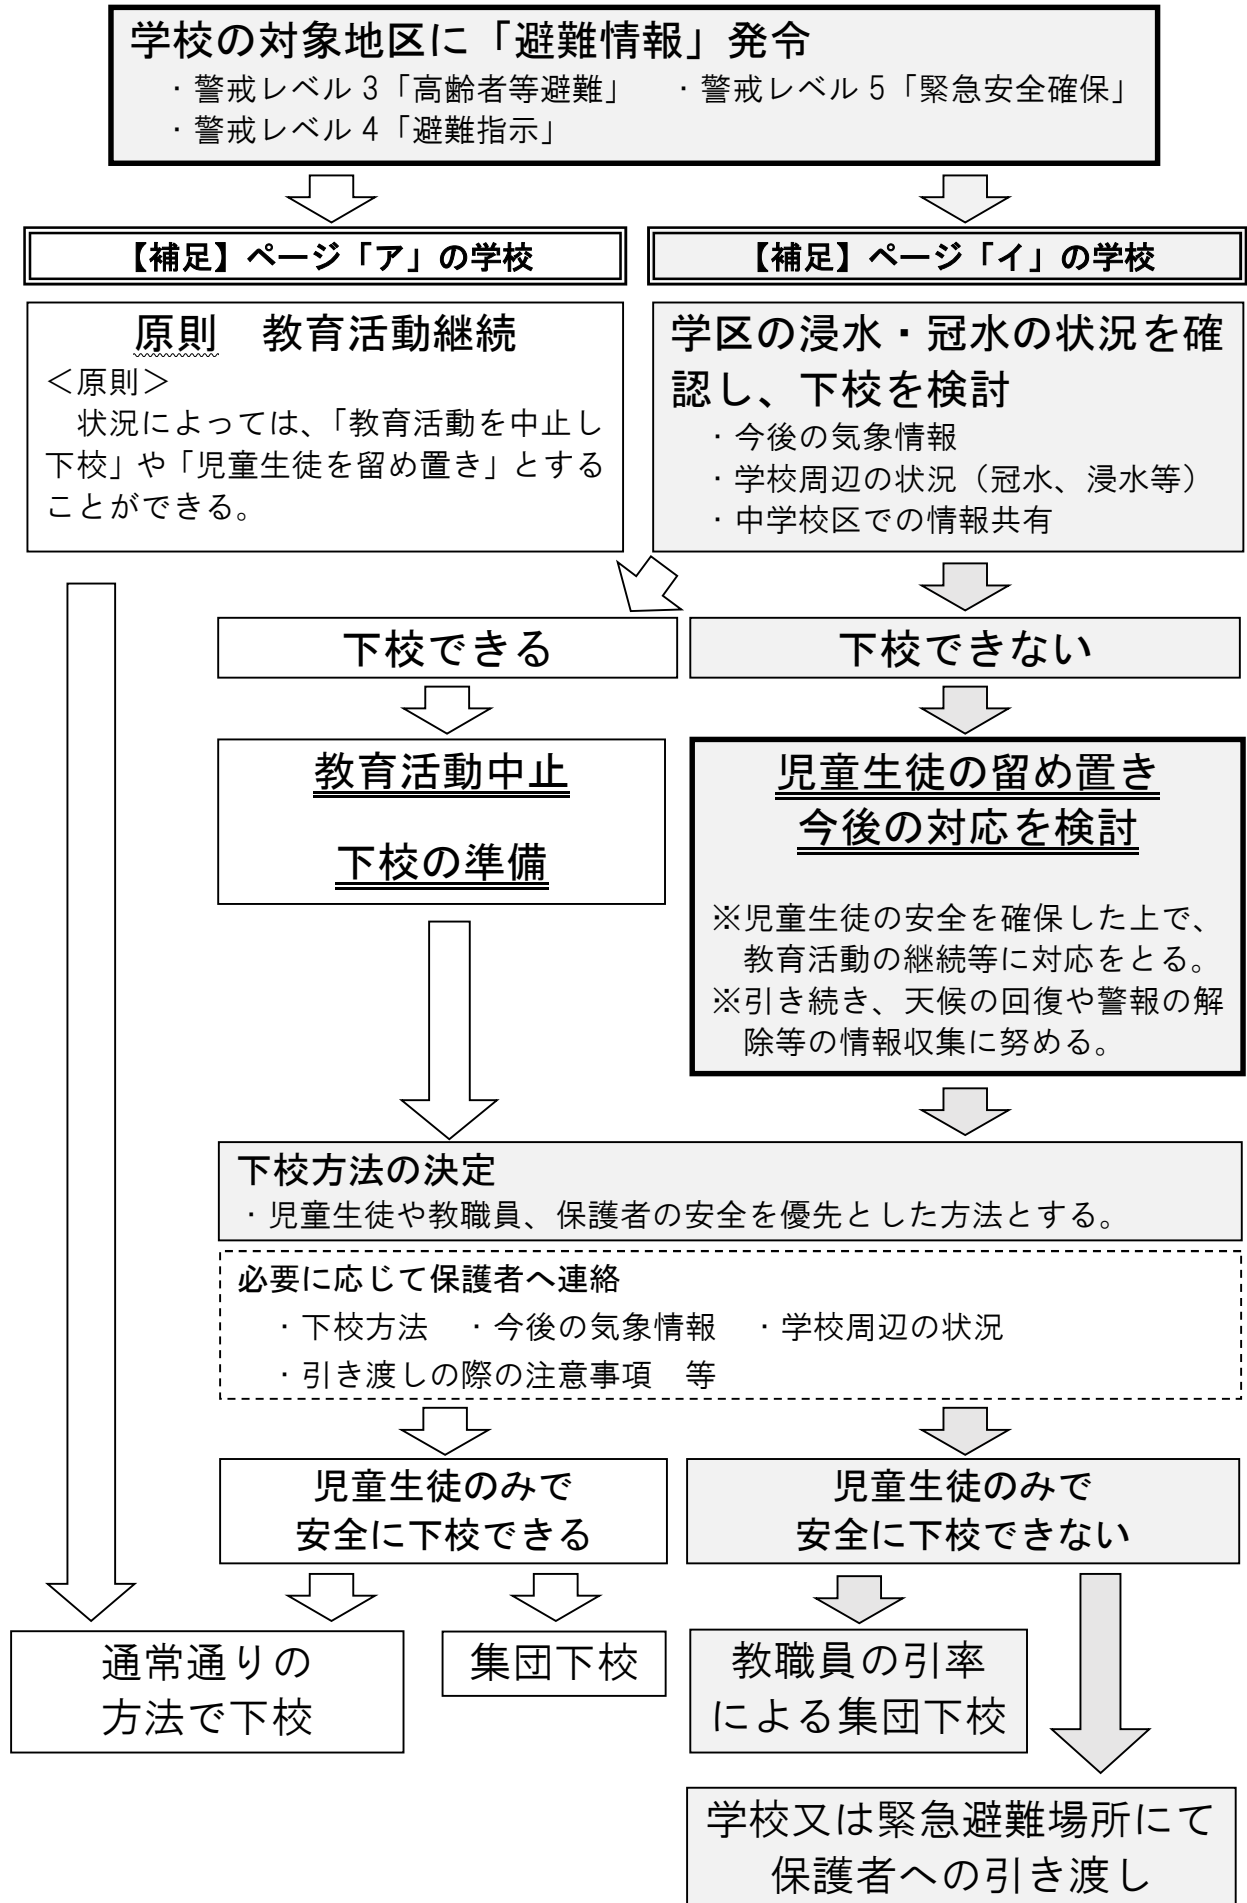 学校の対象地区に「避難情報」発令
・警戒レベル３「高齢者等避難」　・警戒レベル５「緊急安全確保」
・警戒レベル４「避難指示」
【補足】ページ「ア」の学校
【補足】ページ「イ」の学校
原則　教育活動継続
＜原則＞
状況によっては、「教育活動を中止し
下校」や「児童生徒を留め置き」とする
ことができる。
学区の浸水・冠水の状況を確
認し、下校を検討
・今後の気象情報
・学校周辺の状況（冠水、浸水等）
・中学校区での情報共有
下校できる
下校できない
教育活動中止
下校の準備
児童生徒の留め置き
今後の対応を検討
※児童生徒の安全を確保した上で、
教育活動の継続等に対応をとる。
※引き続き、天候の回復や警報の解
除等の情報収集に努める。
下校方法の決定
・児童生徒や教職員、保護者の安全を優先とした方法とする。
必要に応じて保護者へ連絡
・下校方法　・今後の気象情報　・学校周辺の状況
・引き渡しの際の注意事項　等
児童生徒のみで
安全に下校できる
児童生徒のみで
安全に下校できない
通常通りの
方法で下校
集団下校
教職員の引率
による集団下校
学校又は緊急避難場所にて
保護者への引き渡し